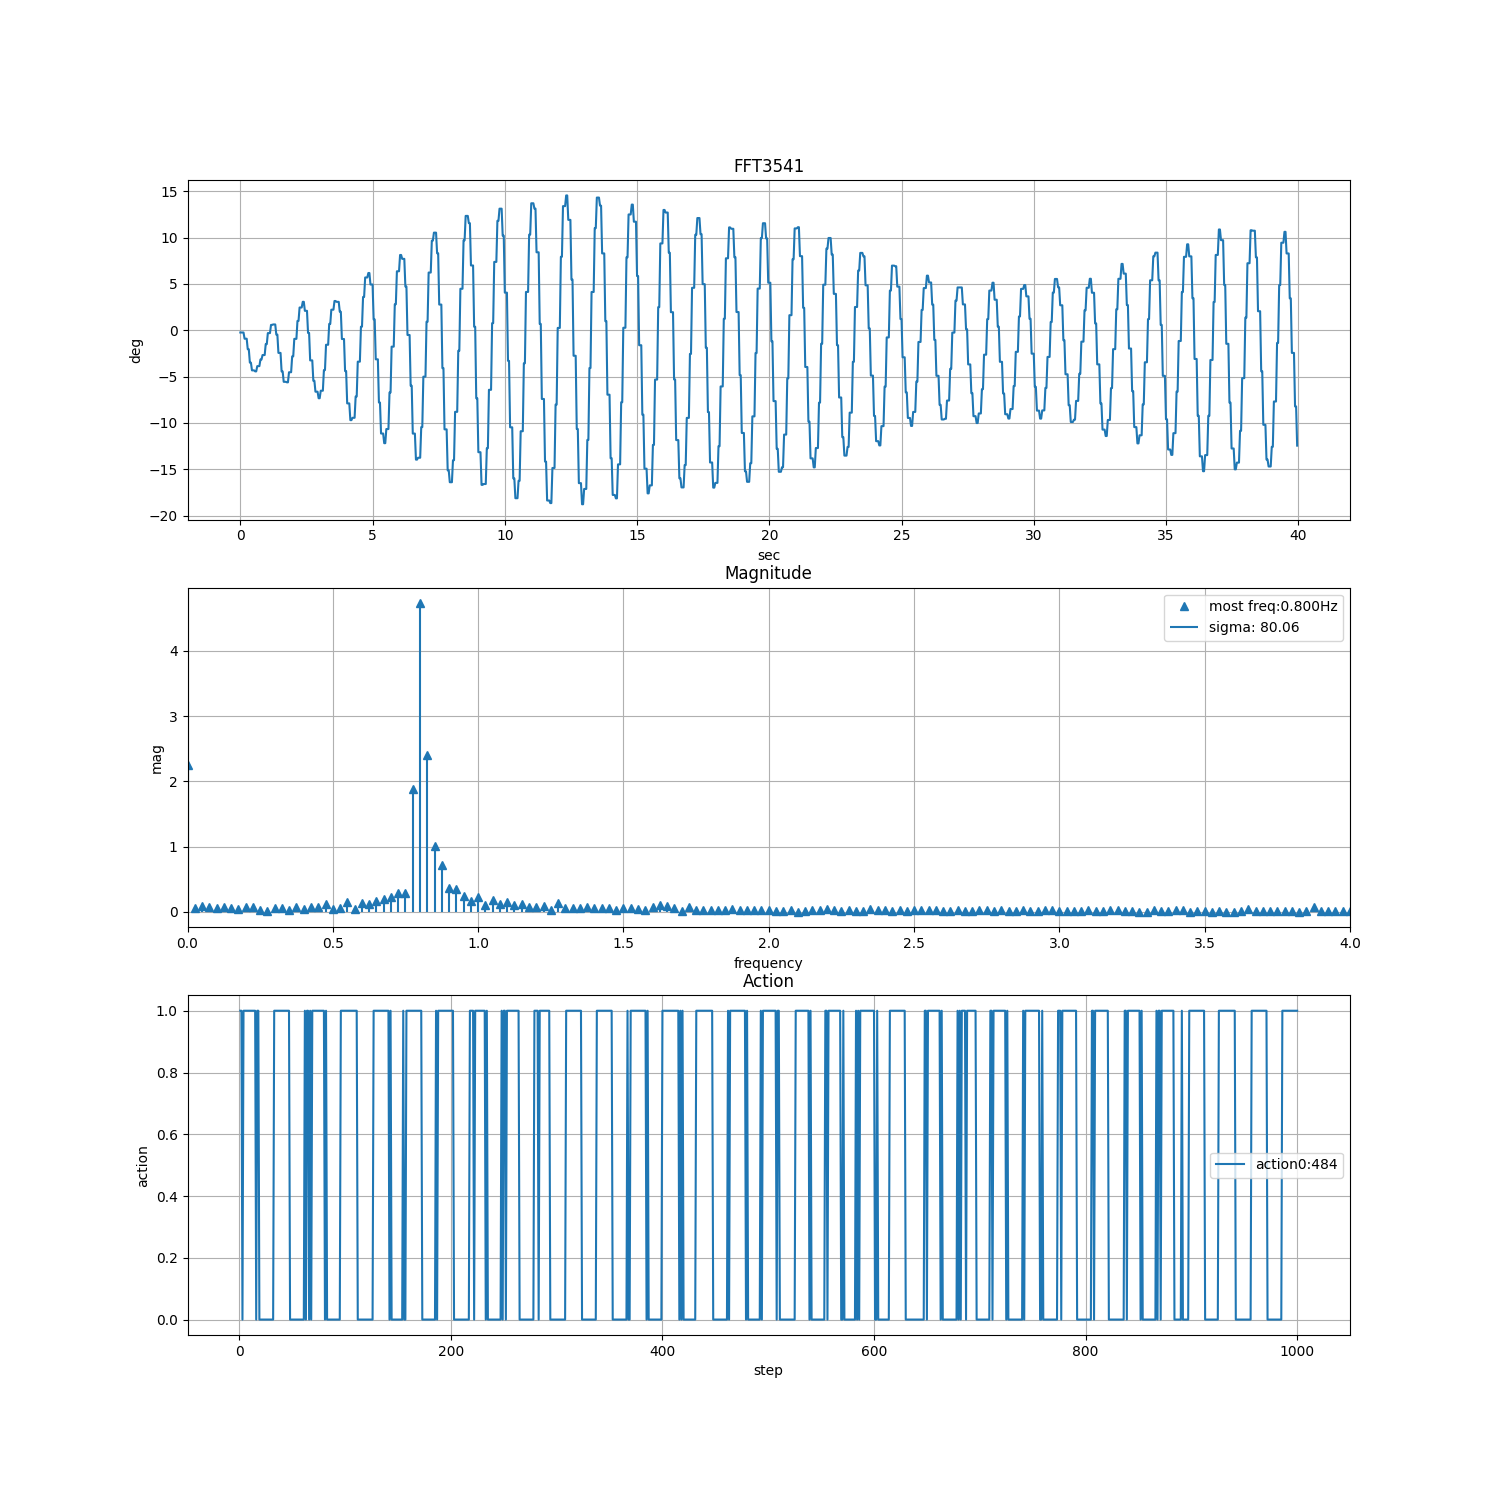 FFT3541
15
10
5
0
−5
−10
−15
−20
deg
0 5 10 15 20 25 30 35 40
sec
Magnitude
most freq:0.800Hz
sigma: 80.06
4
3
2
1
0
mag
0.0 0.5 1.0 1.5 2.0 2.5 3.0 3.5 4.0
frequency
Action
1.0
0.8
0.6
0.4
0.2
0.0
action
action0:484
0 200 400 600 800 1000
step